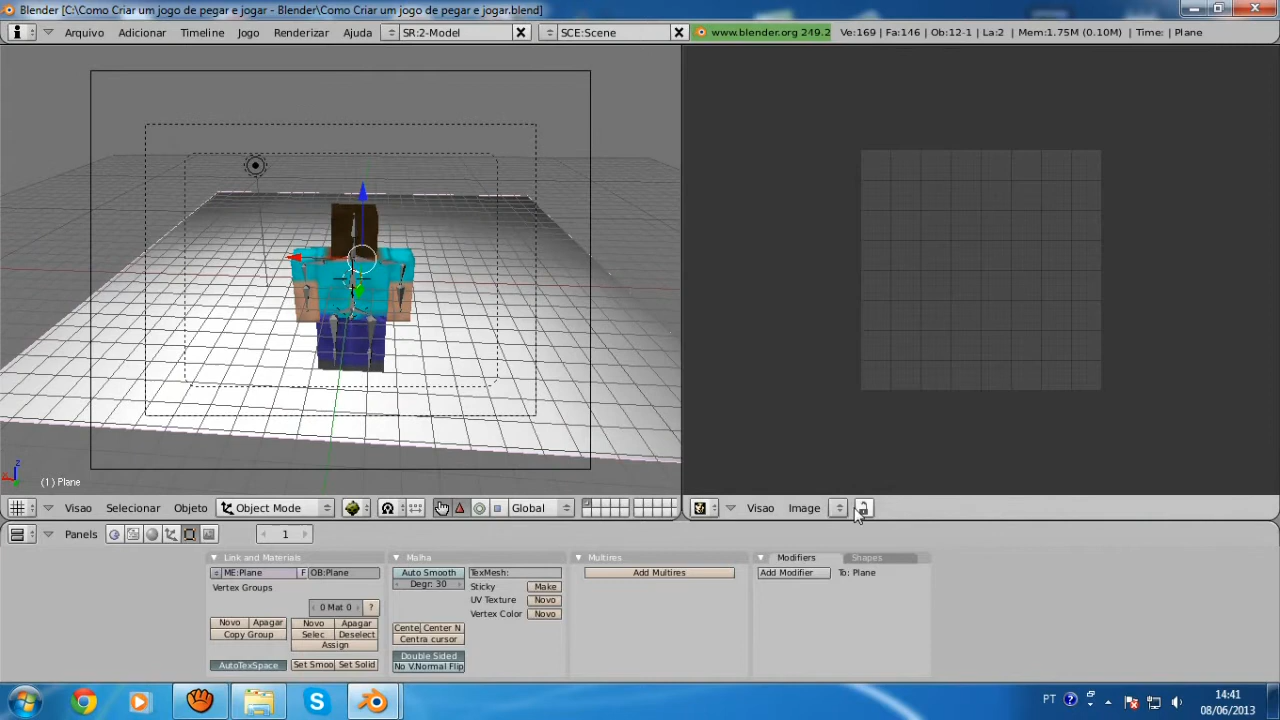 Blender [C:\Como Criar um jogo de pegar e jogar - Blender\Como Criar um jogo de pegar e jogar.blend]
Arquivo Adicionar Timeline Jogo Renderizar Ajuda SR:2-Model SCE:Scene www.blender.org 249.2 Ve:169 | Fa:146 | Ob:12-1 | La:2 | Mem:1.75M (0.10M) | Time: | Plane
z
x
(1) Plane
Visao Selecionar Objeto Object Mode Global Visao Image
Panels 1
Link and Materials Malha Multires Modifiers Shapes
ME:Plane F OB:Plane Auto Smooth TexMesh: Add Multires Add Modifier To: Plane
Vertex Groups Degr: 30 Sticky Make
UV Texture Novo
0 Mat 0 ? Vertex Color Novo
Novo Apagar Novo Apagar Cente Center N
Copy Group Selec Deselect Centra cursor
Assign
Double Sided
AutoTexSpace Set Smoo Set Solid No V.Normal Flip
PT 14:41
08/06/2013